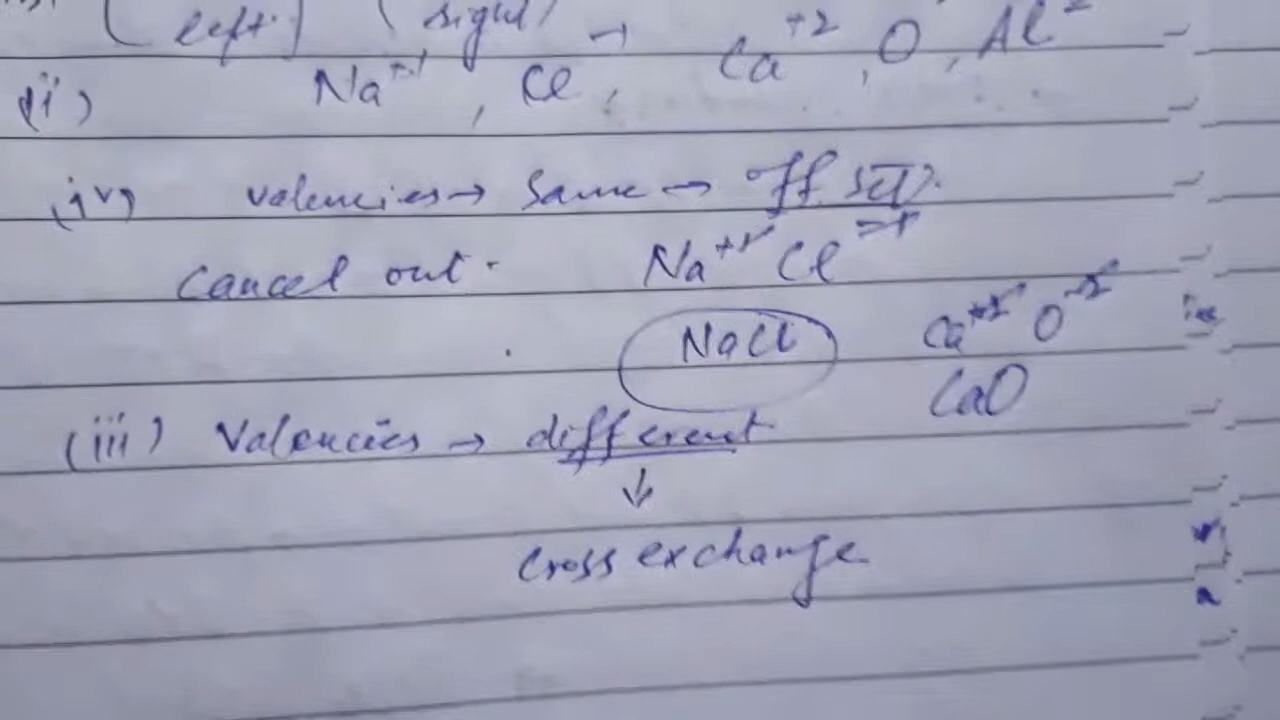 (left) (right)
(ii) Na+1, Cl-1, Ca+2, O, Al
(iv) valencies → Same → off set.
Cancel out. Na+1 Cl-1
NaCl Ca+2 O-2
CaO
(iii) Valencies → different
↓
Cross exchange